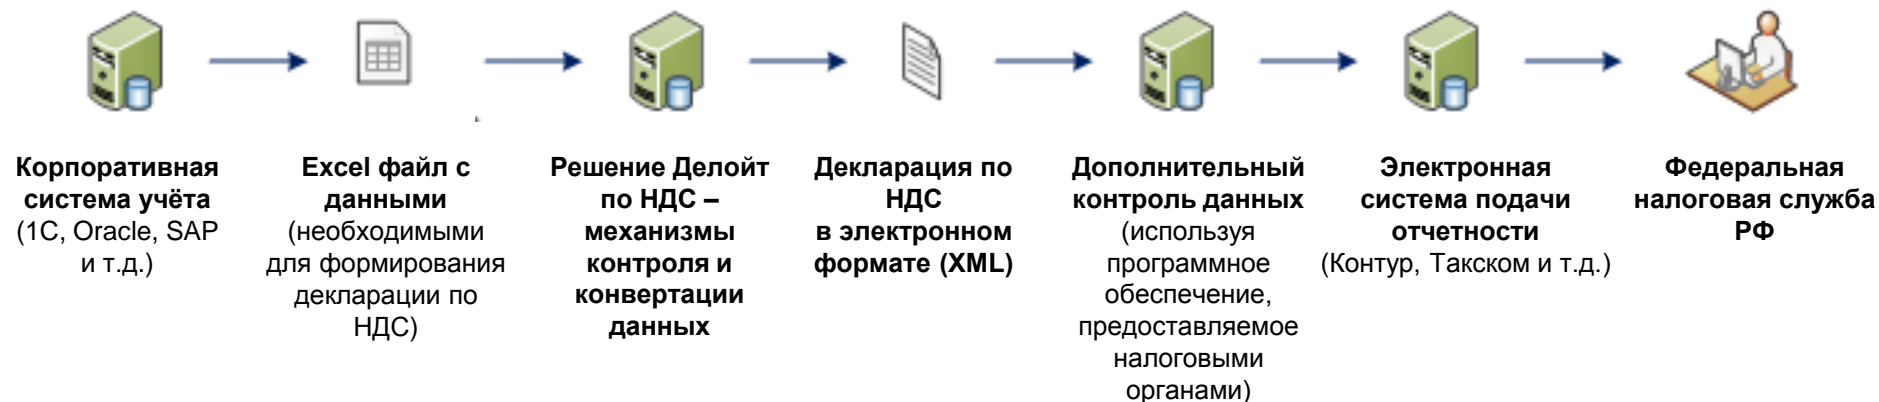 Корпоративная
система учёта
(1С, Oracle, SAP
и т.д.)
Excel файл с
данными
(необходимыми
для формирования
декларации по
НДС)
Решение Делойт
по НДС –
механизмы
контроля и
конвертации
данных
Декларация по
НДС
в электронном
формате (XML)
Дополнительный
контроль данных
(используя
программное
обеспечение,
предоставляемое
налоговыми
органами)
Электронная
система подачи
отчетности
(Контур, Такском и т.д.)
Федеральная
налоговая служба
РФ